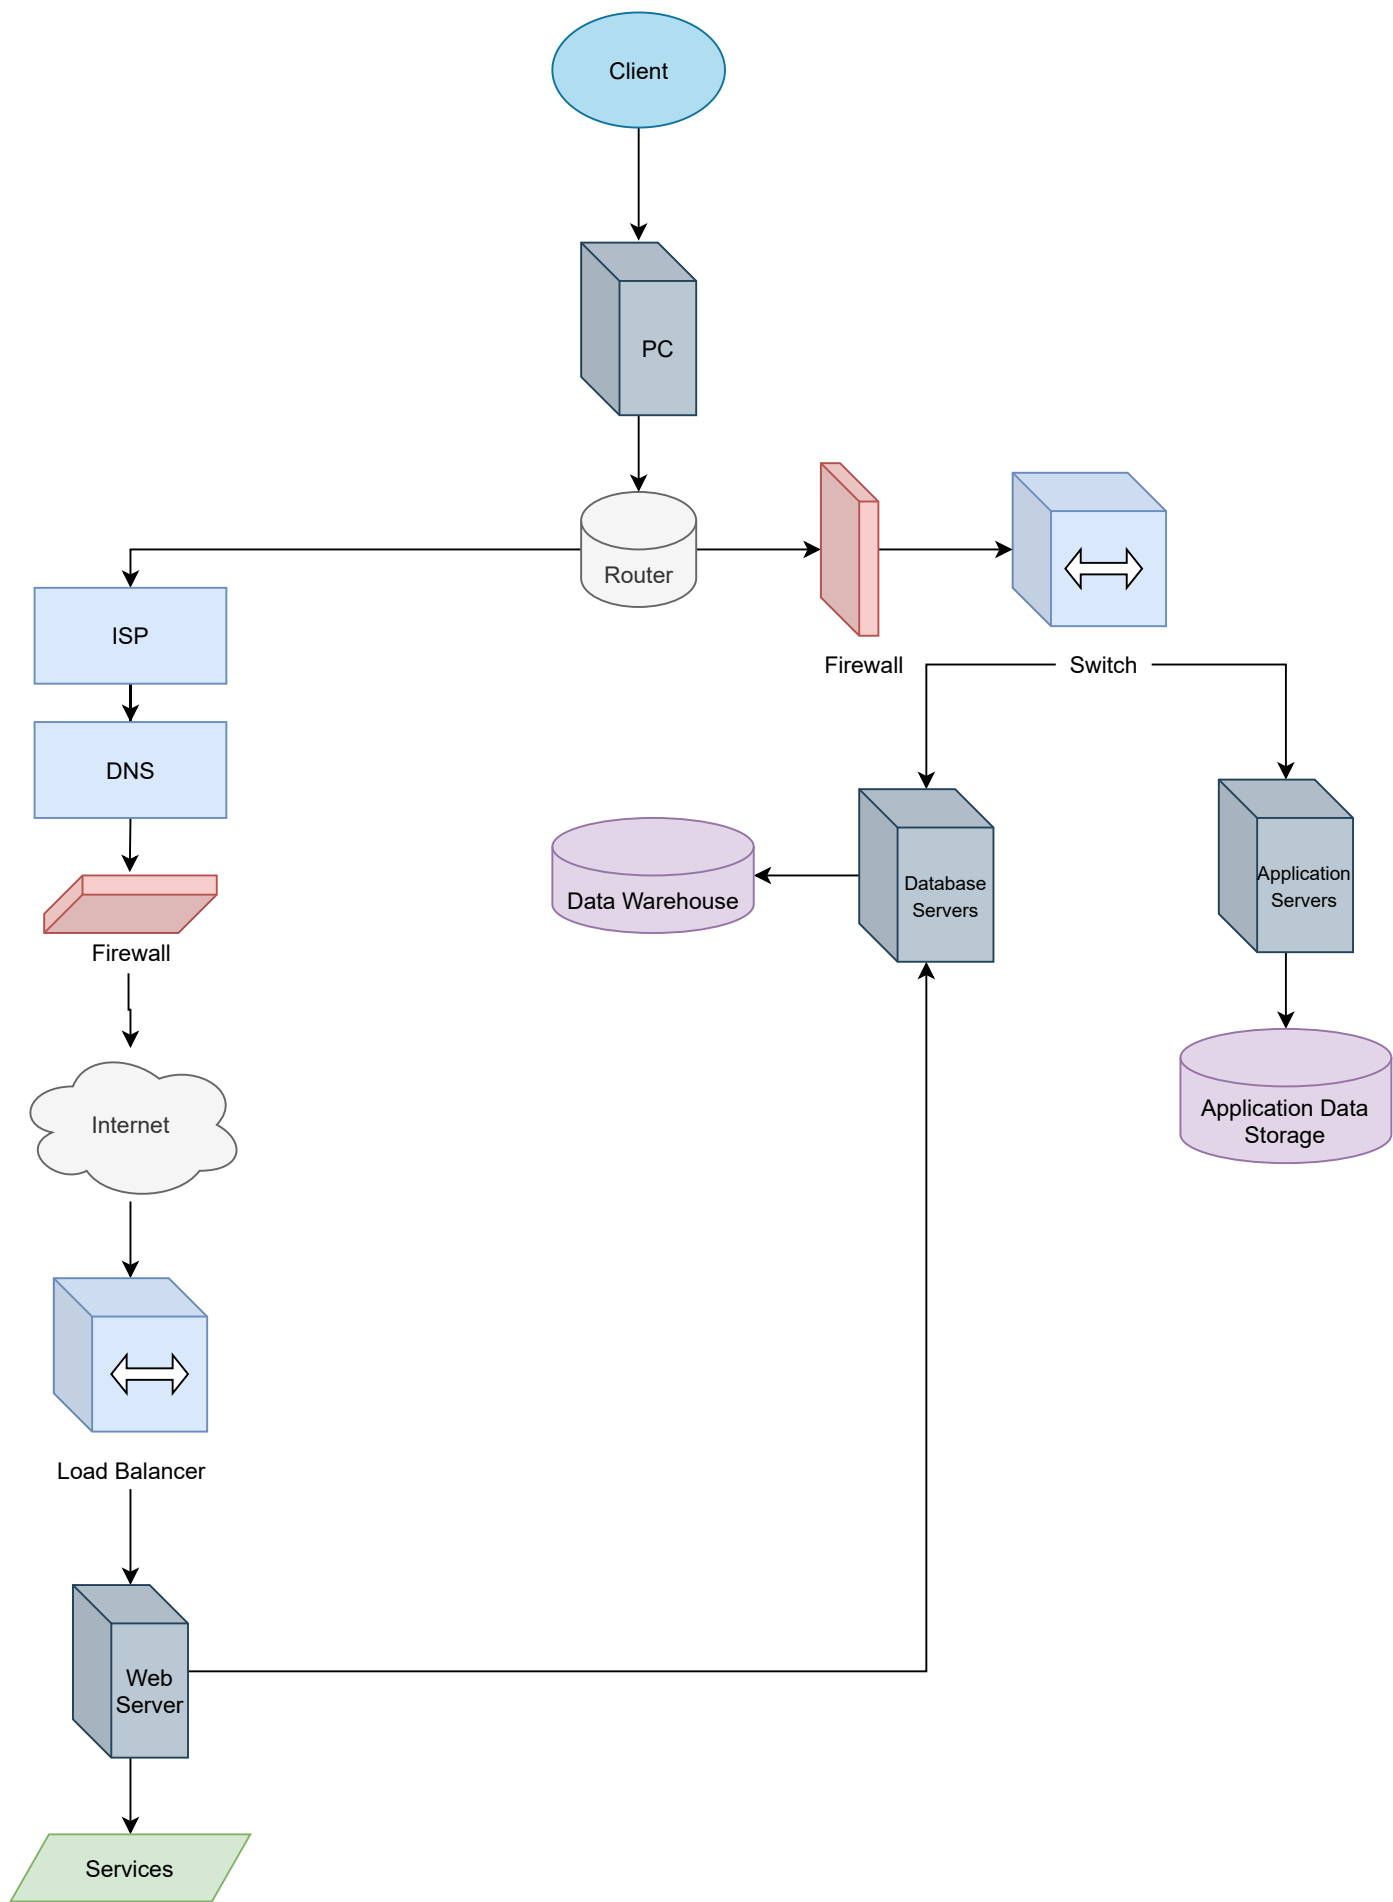 Client
PC
Router
ISP
Firewall
Switch
DNS
Data Warehouse
Database
Servers
Application
Servers
Firewall
Internet
Application Data
Storage
Load Balancer
Web
Server
Services